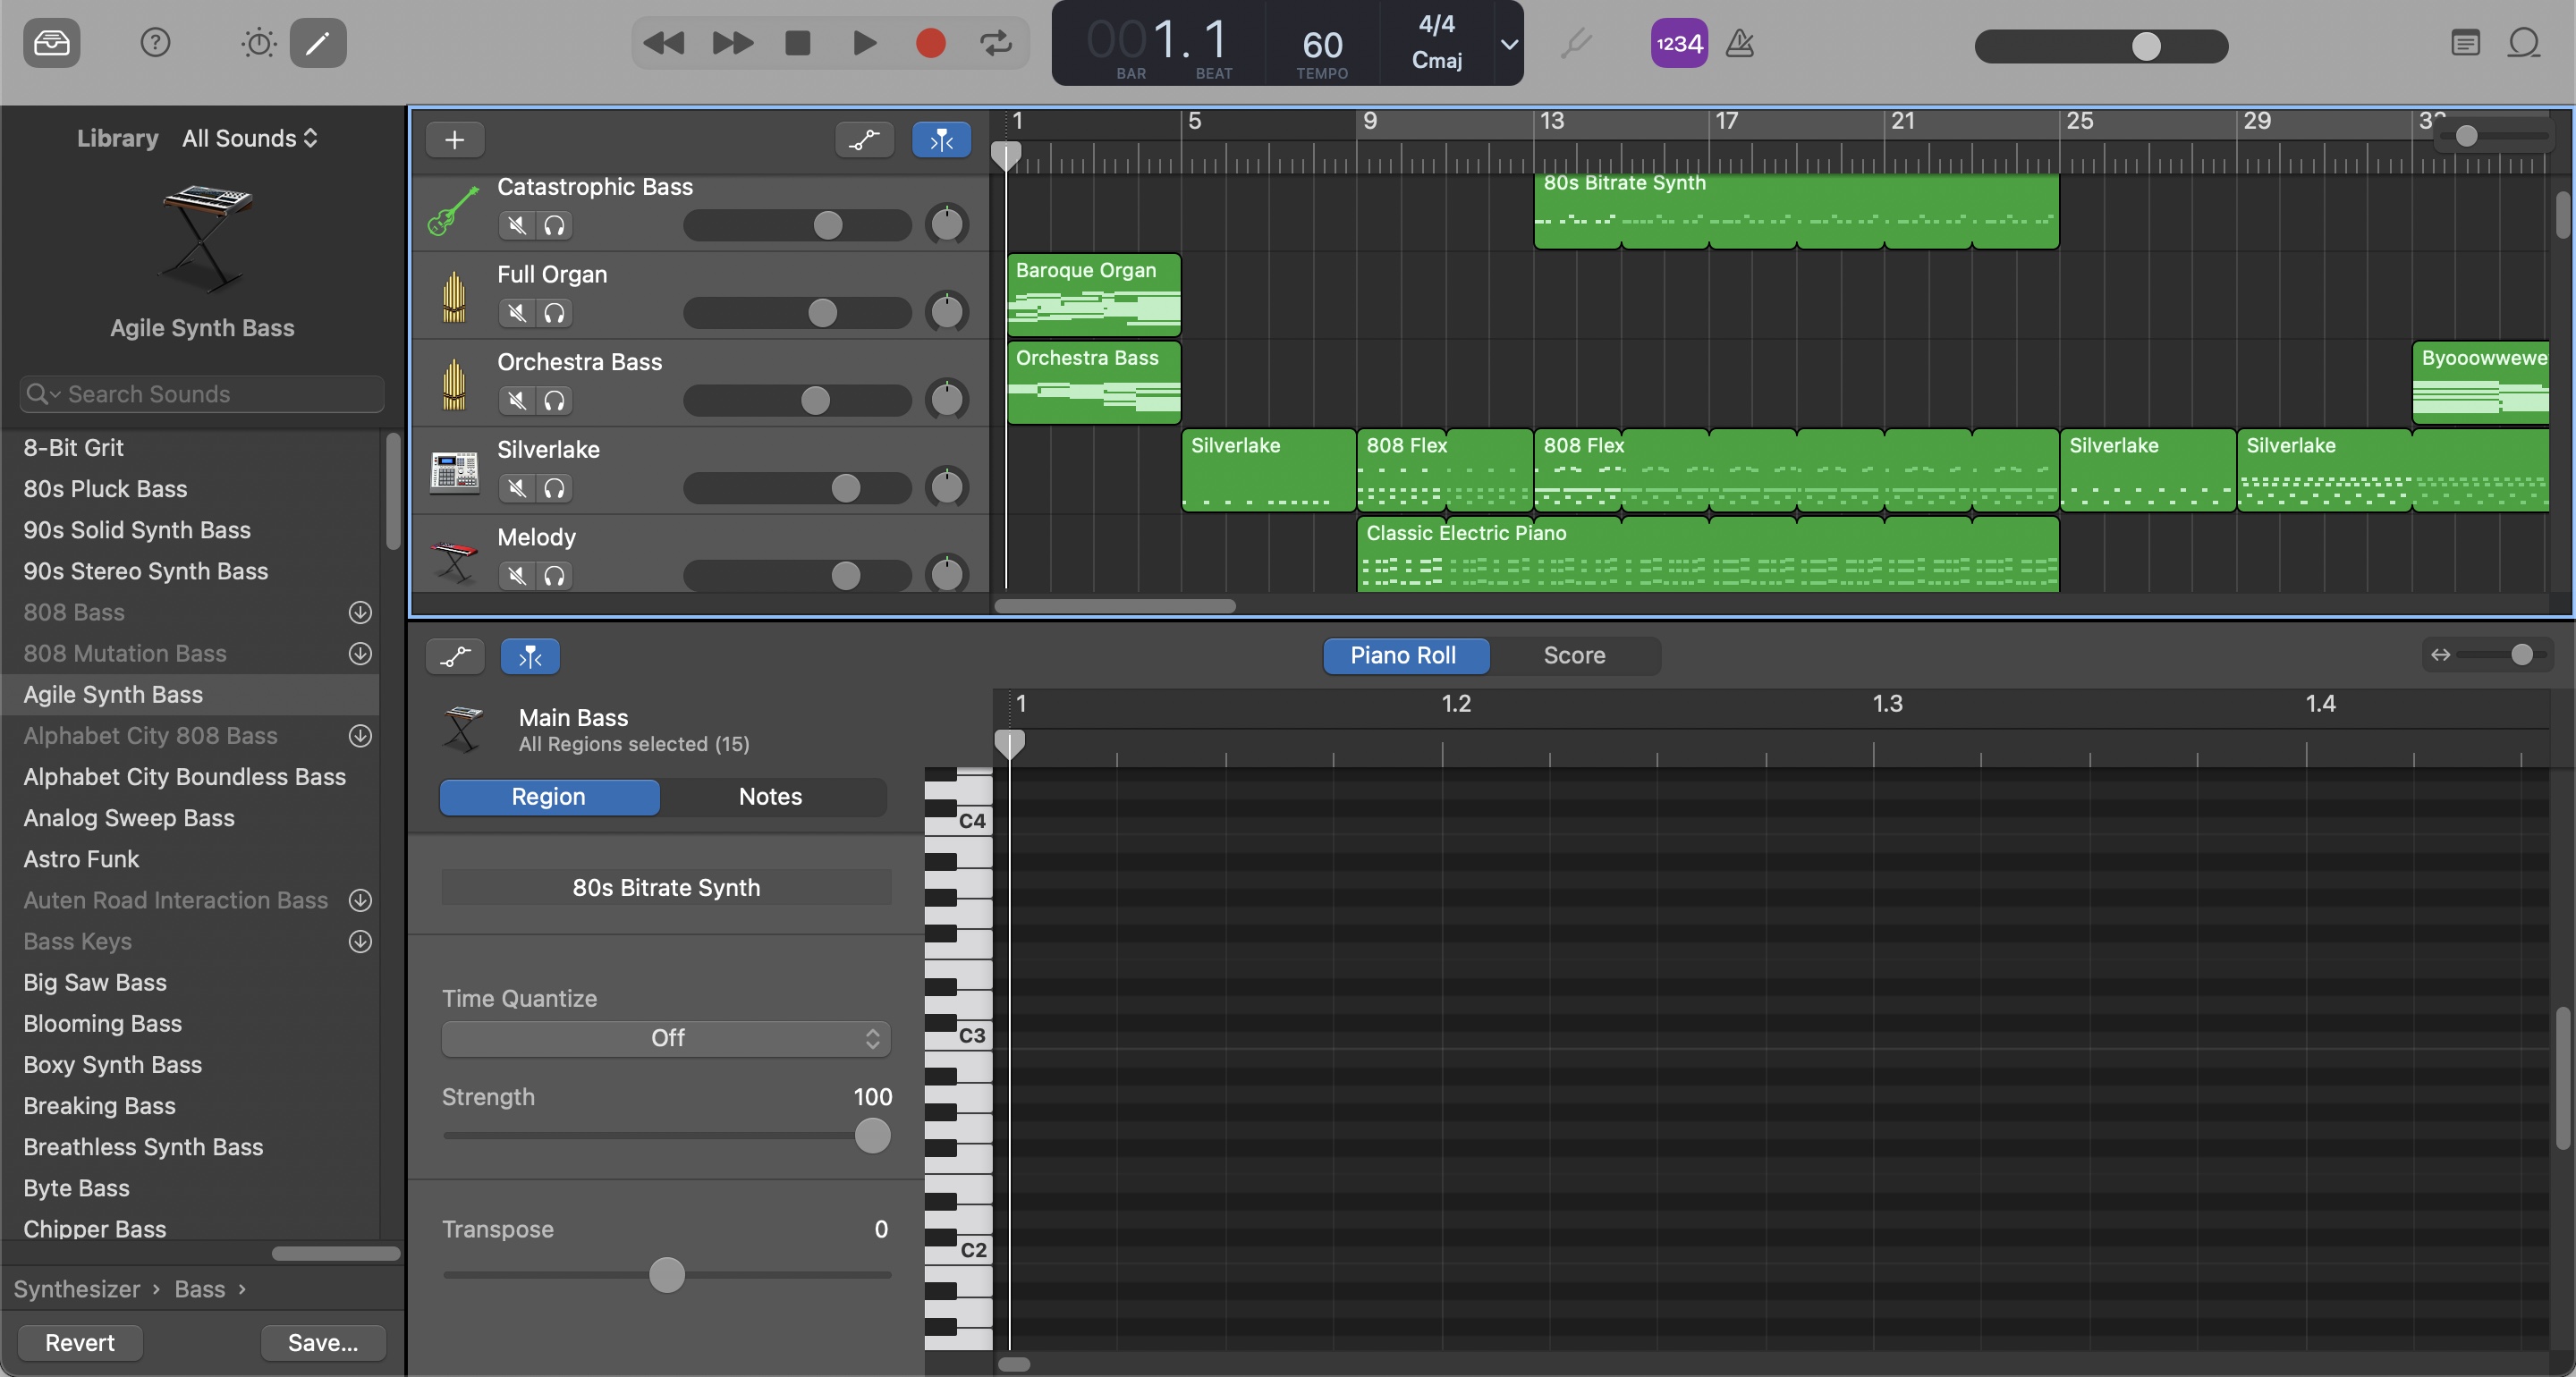 001. 1
BAR
BEAT
60
TEMPO
4/4
Cmaj
1234
Library
All Sounds
Agile Synth Bass
Search Sounds
8-Bit Grit
80s Pluck Bass
90s Solid Synth Bass
90s Stereo Synth Bass
808 Bass
808 Mutation Bass
Agile Synth Bass
Alphabet City 808 Bass
Alphabet City Boundless Bass
Analog Sweep Bass
Astro Funk
Auten Road Interaction Bass
Bass Keys
Big Saw Bass
Blooming Bass
Boxy Synth Bass
Breaking Bass
Breathless Synth Bass
Byte Bass
Chipper Bass
Synthesizer › Bass ›
Revert
Save...
1 5 9 13 17 21 25 29
Catastrophic Bass
80s Bitrate Synth
Full Organ
Baroque Organ
Orchestra Bass
Orchestra Bass
Byooowwewe
Silverlake
Silverlake
808 Flex
808 Flex
Silverlake
Silverlake
Melody
Classic Electric Piano
Piano Roll
Score
Main Bass
All Regions selected (15)
1 1.2 1.3 1.4
Region
Notes
80s Bitrate Synth
Time Quantize
Off
Strength
100
Transpose
0
C4
C3
C2